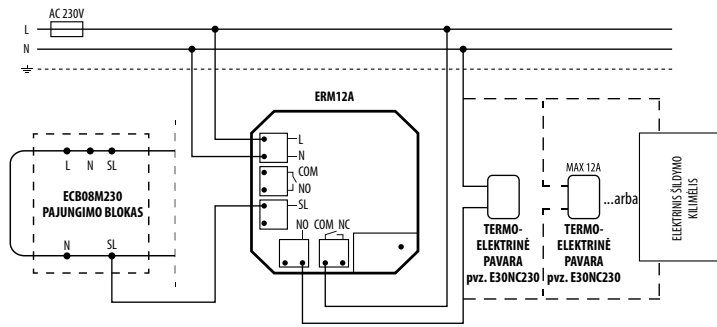 AC 230V
L
N
ERM12A
L
N
COM
NO
SL
NO COM NC
L N SL
ECB08M230
PAJUNGIMO BLOKAS
N SL
TERMO-
ELEKTRINĖ
PAVARA
pvz. E30NC230
MAX 12A
TERMO-
ELEKTRINĖ
PAVARA
pvz. E30NC230
...arba
ELEKTRINIS ŠILDYMO
KILIMĖLIS